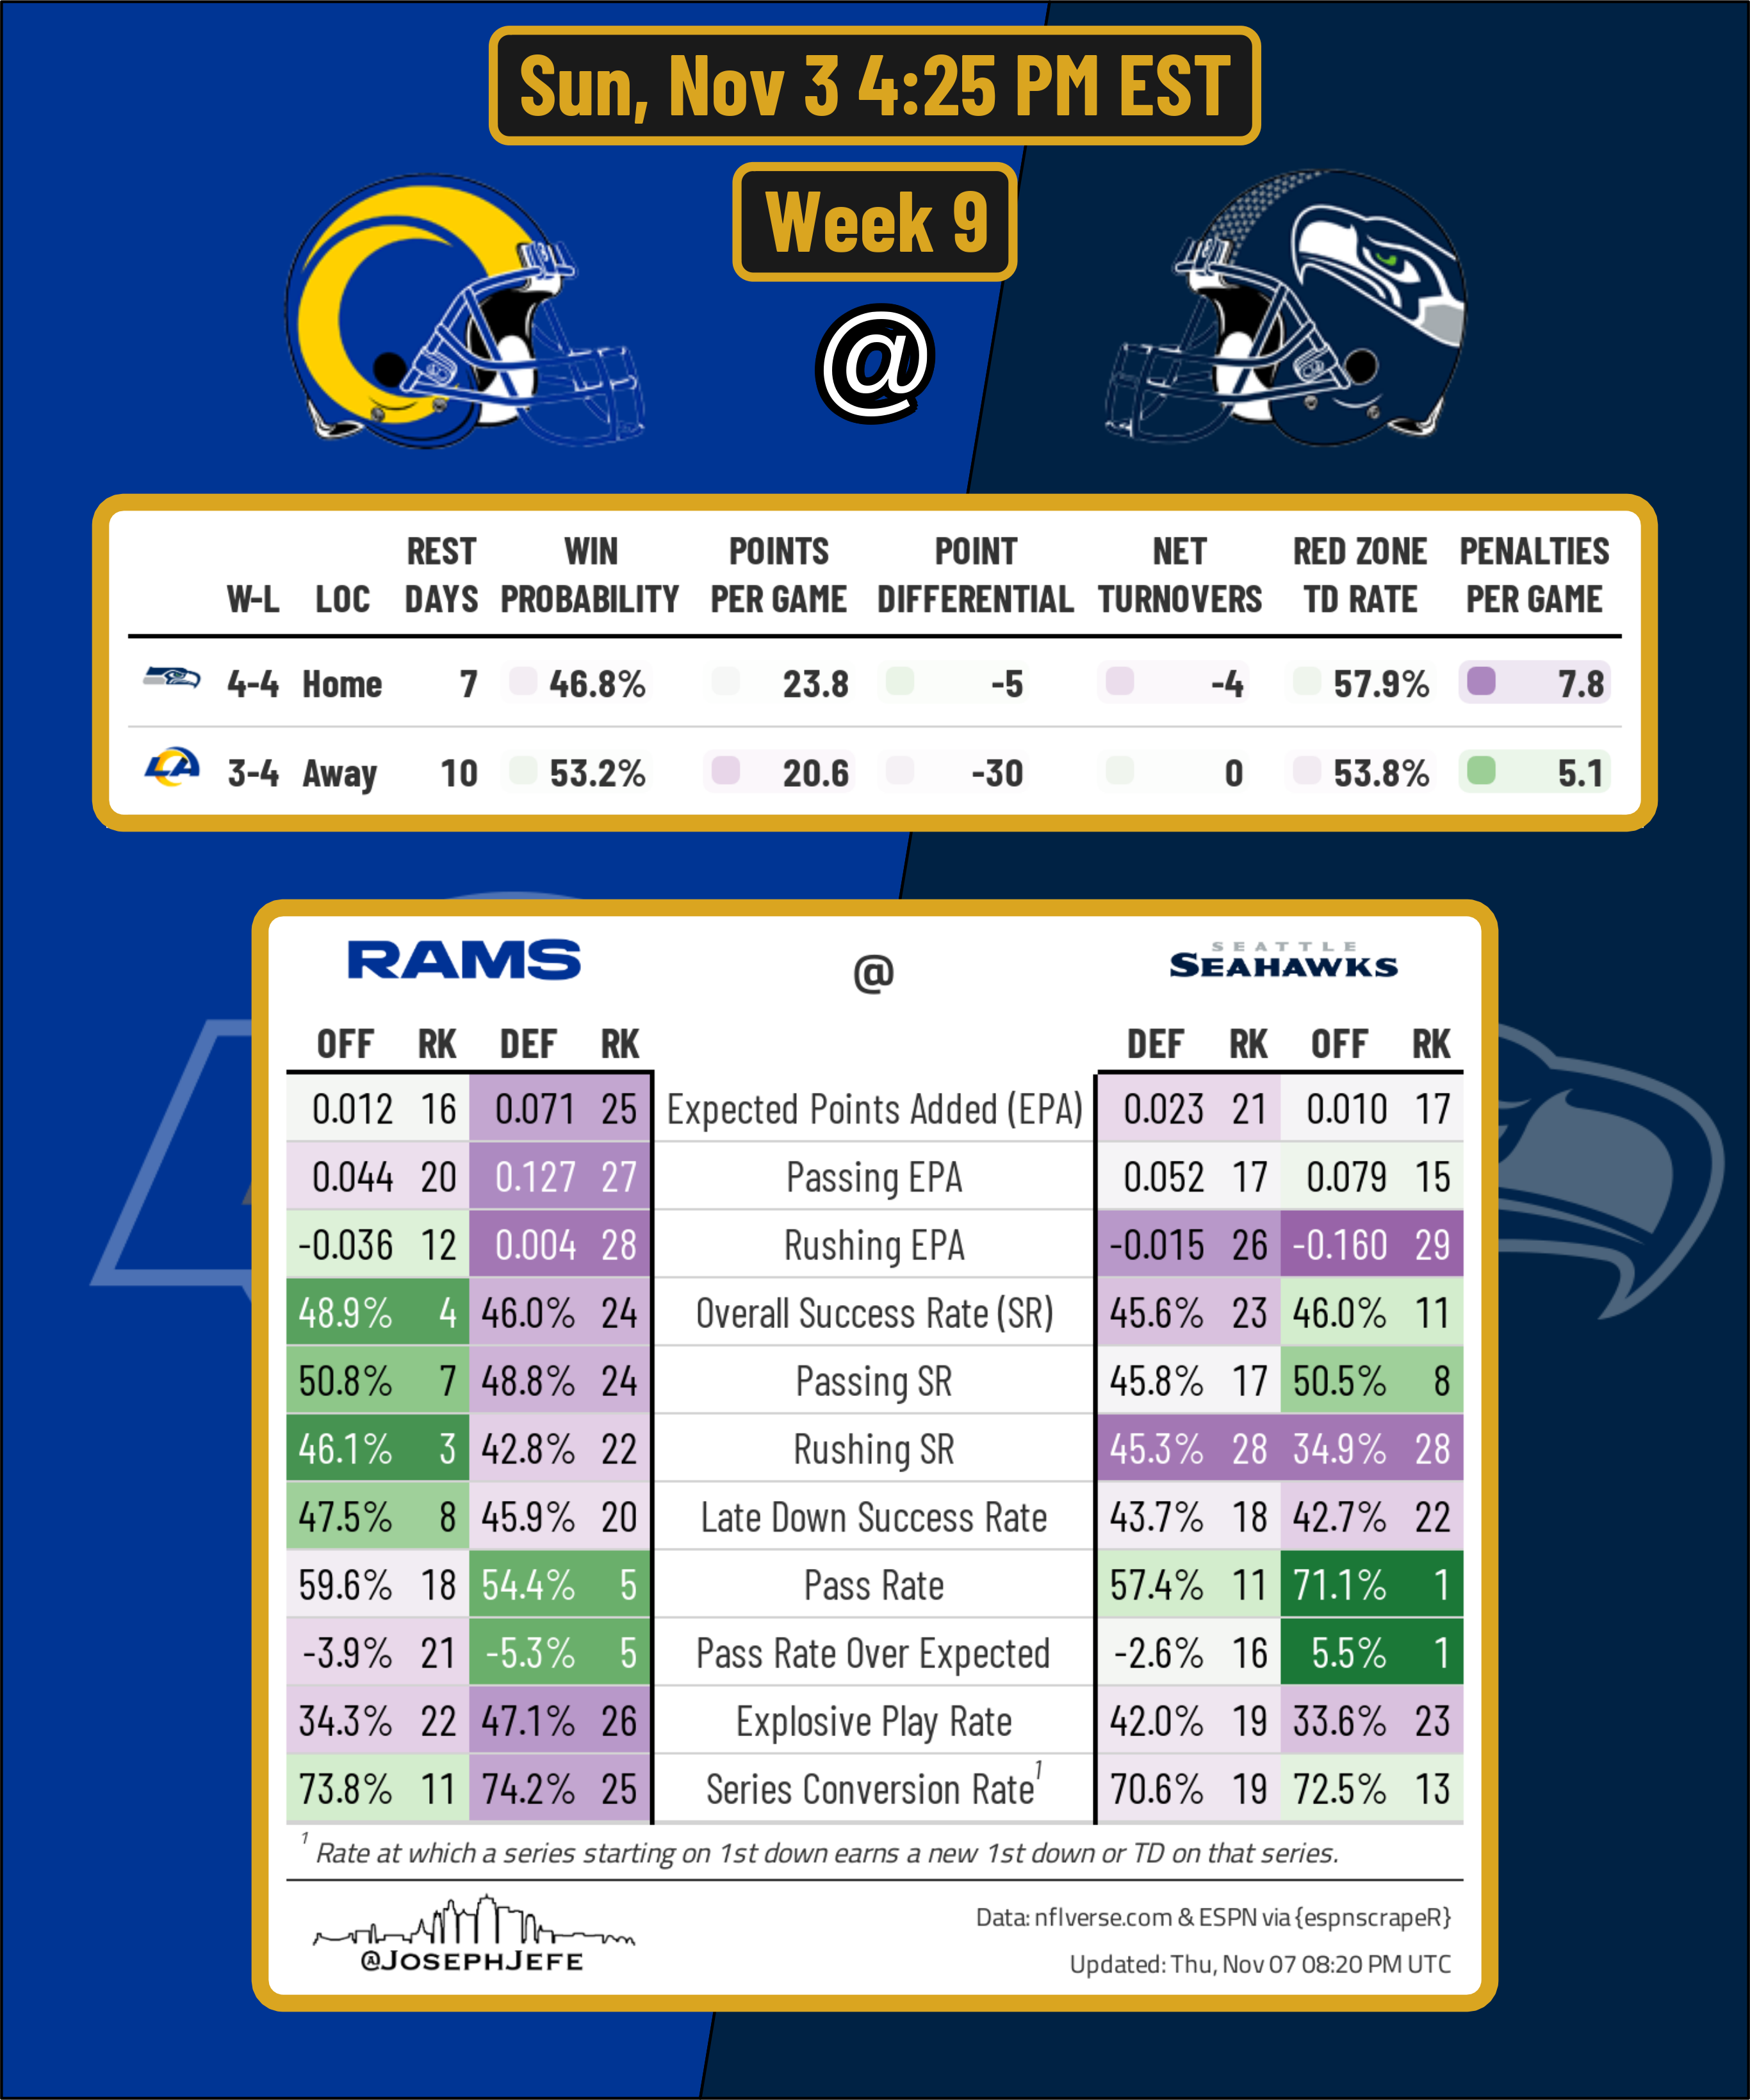 Sun, Nov 3 4:25 PM EST
Week 9
@
REST WIN POINTS POINT NET RED ZONE PENALTIES
W-L LOC DAYS PROBABILITY PER GAME DIFFERENTIAL TURNOVERS TD RATE PER GAME
4-4 Home 7 46.8% 23.8 -5 -4 57.9% 7.8
LA 3-4 Away 10 53.2% 20.6 -30 0 53.8% 5.1
RAMS @ SEATTLE SEAHAWKS
OFF RK DEF RK DEF RK OFF RK
0.012 16 0.071 25 Expected Points Added (EPA) 0.023 21 0.010 17
0.044 20 0.127 27 Passing EPA 0.052 17 0.079 15
-0.036 12 0.004 28 Rushing EPA -0.015 26 -0.160 29
48.9% 4 46.0% 24 Overall Success Rate (SR) 45.6% 23 46.0% 11
50.8% 7 48.8% 24 Passing SR 45.8% 17 50.5% 8
46.1% 3 42.8% 22 Rushing SR 45.3% 28 34.9% 28
47.5% 8 45.9% 20 Late Down Success Rate 43.7% 18 42.7% 22
59.6% 18 54.4% 5 Pass Rate 57.4% 11 71.1% 1
-3.9% 21 -5.3% 5 Pass Rate Over Expected -2.6% 16 5.5% 1
34.3% 22 47.1% 26 Explosive Play Rate 42.0% 19 33.6% 23
73.8% 11 74.2% 25 Series Conversion Rate¹ 70.6% 19 72.5% 13
¹ Rate at which a series starting on 1st down earns a new 1st down or TD on that series.
@JOSEPHJEFE
Data: nflverse.com & ESPN via {espnscrapeR}
Updated: Thu, Nov 07 08:20 PM UTC